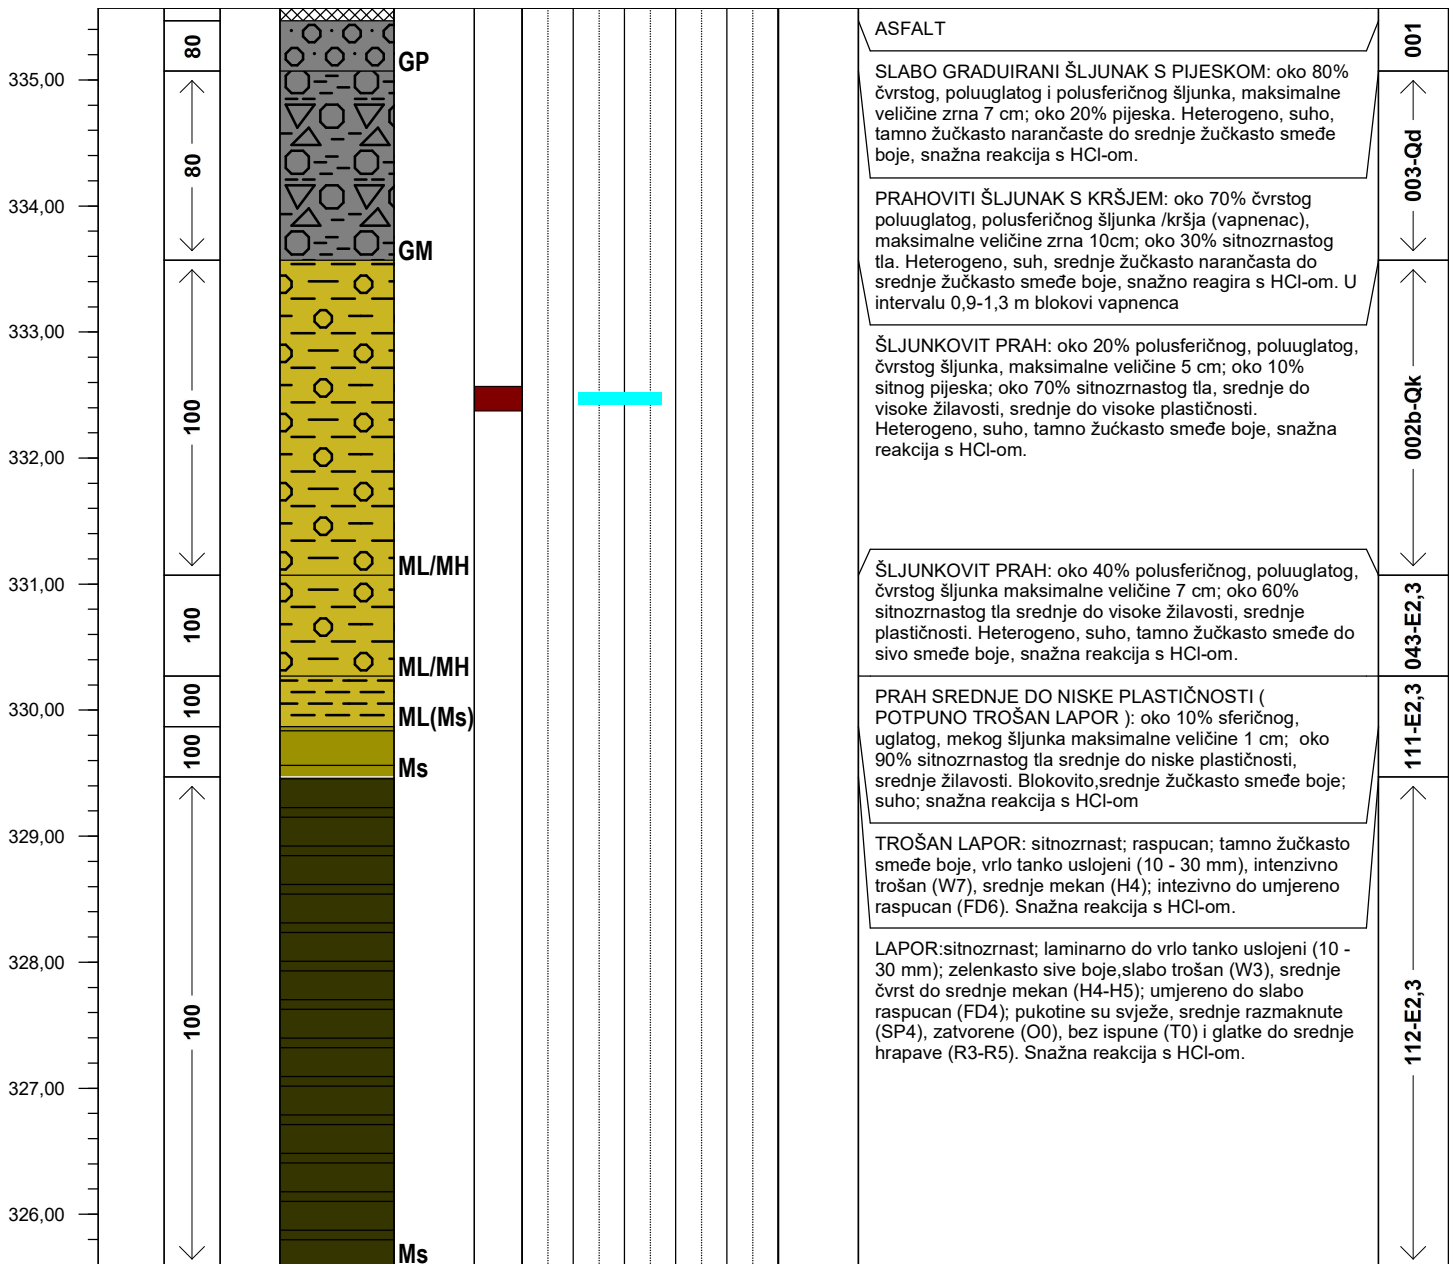 335,00
334,00
333,00
332,00
331,00
330,00
329,00
328,00
327,00
326,00
80
80
100
100
100
100
100
GP
GM
ML/MH
ML/MH
ML(Ms)
Ms
Ms
ASFALT
SLABO GRADUIRANI ŠLJUNAK S PIJESKOM: oko 80%
čvrstog, poluuglatog i polusferičnog šljunka, maksimalne
veličine zrna 7 cm; oko 20% pijeska. Heterogeno, suho,
tamno žučkasto narančaste do srednje žučkasto smeđe
boje, snažna reakcija s HCl-om.
PRAHOVITI ŠLJUNAK S KRŠJEM: oko 70% čvrstog
poluuglatog, polusferičnog šljunka /kršja (vapnenac),
maksimalne veličine zrna 10cm; oko 30% sitnozrnastog
tla. Heterogeno, suh, srednje žučkasto narančasta do
srednje žučkasto smeđe boje, snažno reagira s HCl-om. U
intervalu 0,9-1,3 m blokovi vapnenca
ŠLJUNKOVIT PRAH: oko 20% polusferičnog, poluuglatog,
čvrstog šljunka, maksimalne veličine 5 cm; oko 10%
sitnog pijeska; oko 70% sitnozrnastog tla, srednje do
visoke žilavosti, srednje do visoke plastičnosti.
Heterogeno, suho, tamno žućkasto smeđe boje, snažna
reakcija s HCl-om.
ŠLJUNKOVIT PRAH: oko 40% polusferičnog, poluuglatog,
čvrstog šljunka maksimalne veličine 7 cm; oko 60%
sitnozrnastog tla srednje do visoke žilavosti, srednje
plastičnosti. Heterogeno, suho, tamno žučkasto smeđe do
sivo smeđe boje, snažna reakcija s HCl-om.
PRAH SREDNJE DO NISKE PLASTIČNOSTI (
POTPUNO TROŠAN LAPOR ): oko 10% sferičnog,
uglatog, mekog šljunka maksimalne veličine 1 cm; oko
90% sitnozrnastog tla srednje do niske plastičnosti,
srednje žilavosti. Blokovito,srednje žučkasto smeđe boje;
suho; snažna reakcija s HCl-om
TROŠAN LAPOR: sitnozrnast; raspucan; tamno žučkasto
smeđe boje, vrlo tanko uslojeni (10 - 30 mm), intenzivno
trošan (W7), srednje mekan (H4); intezivno do umjereno
raspucan (FD6). Snažna reakcija s HCl-om.
LAPOR:sitnozrnast; laminarno do vrlo tanko uslojeni (10 -
30 mm); zelenkasto sive boje,slabo trošan (W3), srednje
čvrst do srednje mekan (H4-H5); umjereno do slabo
raspucan (FD4); pukotine su svježe, srednje razmaknute
(SP4), zatvorene (O0), bez ispune (T0) i glatke do srednje
hrapave (R3-R5). Snažna reakcija s HCl-om.
001
003-Qd
002b-Qk
043-E2,3
111-E2,3
112-E2,3